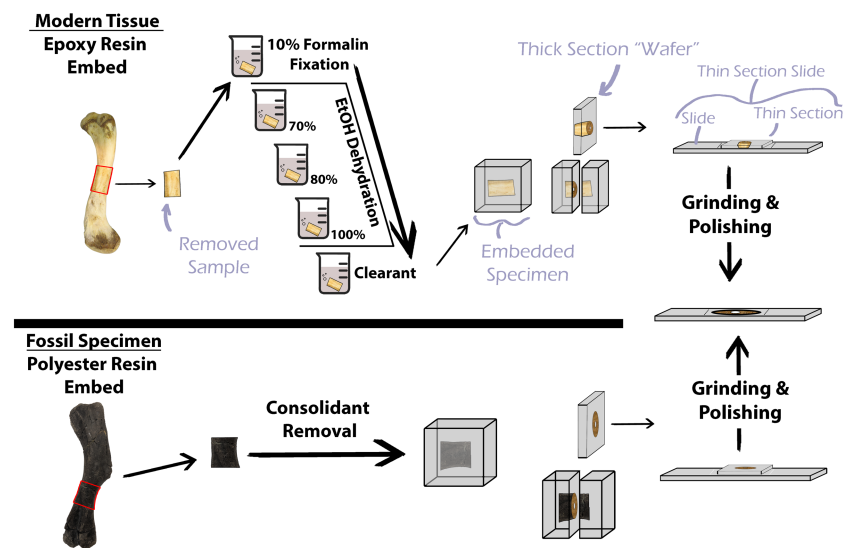 Modern Tissue
Epoxy Resin
Embed
10% Formalin
Fixation
70%
80%
100%
EtOH Dehydration
Clearant
Removed
Sample
Thick Section “Wafer”
Embedded
Specimen
Thin Section Slide
Slide
Thin Section
Grinding &
Polishing
Fossil Specimen
Polyester Resin
Embed
Consolidant
Removal
Grinding &
Polishing